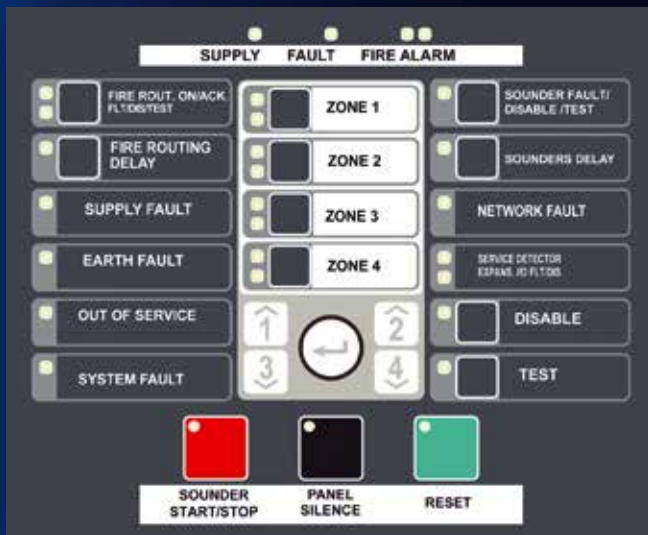 SUPPLY FAULT FIRE ALARM
FIRE ROUT. ON/ACK.
FLT/DIS/TEST
FIRE ROUTING
DELAY
SUPPLY FAULT
EARTH FAULT
OUT OF SERVICE
SYSTEM FAULT
ZONE 1
ZONE 2
ZONE 3
ZONE 4
1
2
3
4
SOUNDER FAULT/
DISABLE /TEST
SOUNDERS DELAY
NETWORK FAULT
SERVICE DETECTOR
EXPANS. I/O FLT/DIS
DISABLE
TEST
SOUNDER
START/STOP
PANEL
SILENCE
RESET